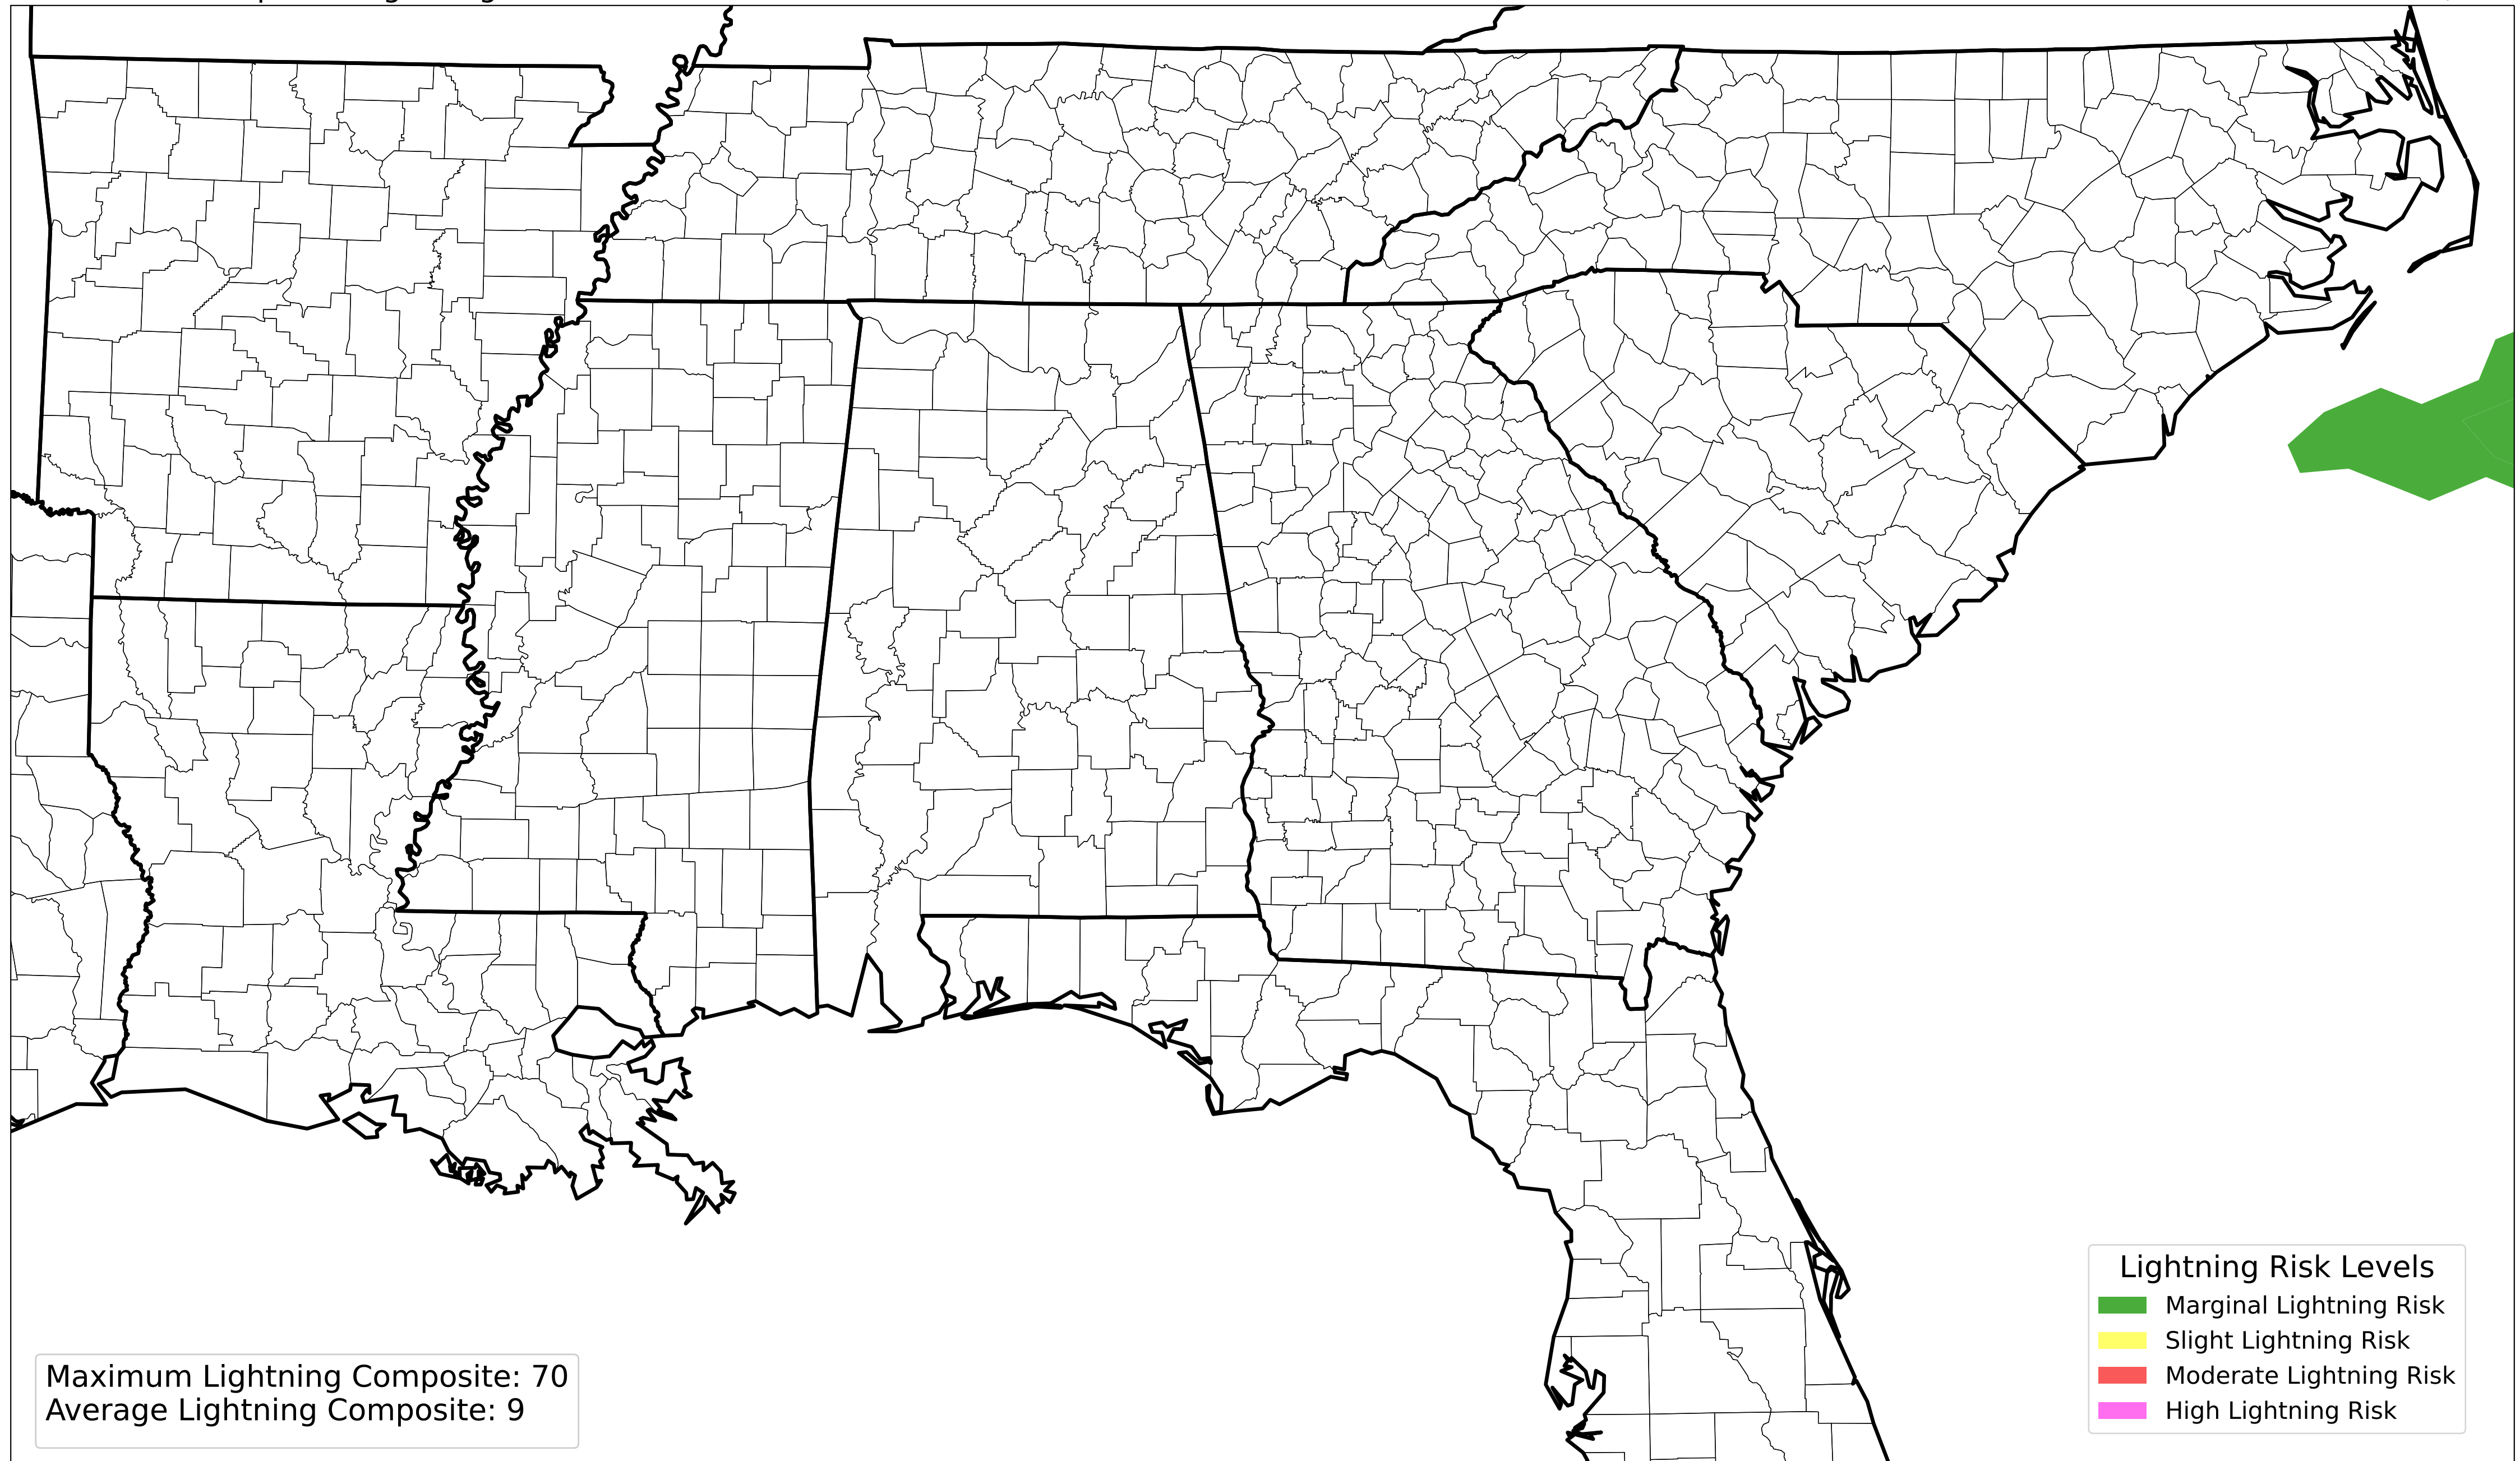 Lightning Risk Levels
Marginal Lightning Risk
Slight Lightning Risk
Moderate Lightning Risk
High Lightning Risk
Maximum Lightning Composite: 70
Average Lightning Composite: 9